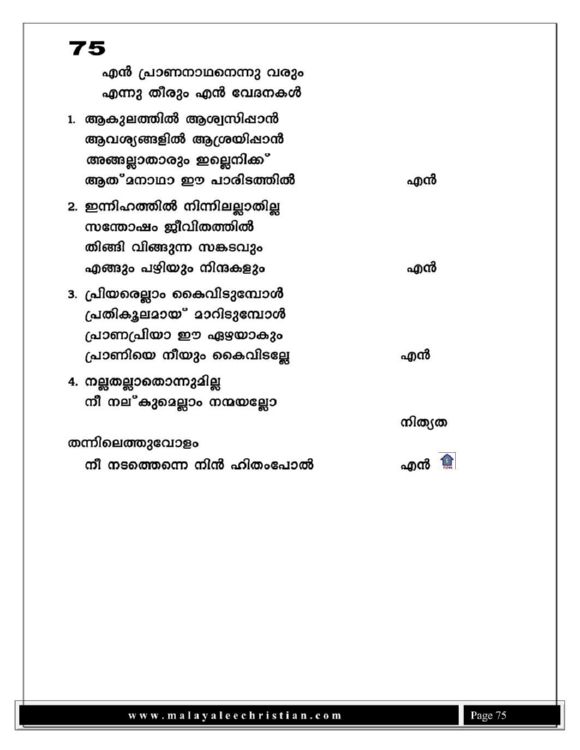 75
എൻ പ്രാണനാഥനെന്നു വരും
എന്നു തീരും എൻ വേദനകൾ
1. ആകുലത്തിൽ ആശ്വസിപ്പാൻ
ആവശ്യങ്ങളിൽ ആശ്രയിപ്പാൻ
അങ്ങല്ലാതാരും ഇല്ലെനിക്ക്
ആത്മനാഥാ ഈ പാരിടത്തിൽ എൻ
2. ഇന്നിഹത്തിൽ നിന്നിലല്ലാതില്ല
സന്തോഷം ജീവിതത്തിൽ
തിങ്ങി വിങ്ങുന്ന സങ്കടവും
എങ്ങും പഴിയും നിന്ദകളും എൻ
3. പ്രിയരെല്ലാം കൈവിടുമ്പോൾ
പ്രതികൂലമായ് മാറിടുമ്പോൾ
പ്രാണപ്രിയാ ഈ ഏഴയാകും
പ്രാണിയെ നീയും കൈവിടല്ലേ എൻ
4. നല്ലതല്ലാതൊന്നുമില്ല
നീ നല്കുമെല്ലാം നന്മയല്ലോ
നിത്യത
തന്നിലെത്തുവോളം
നീ നടത്തെന്നെ നിൻ ഹിതംപോൽ എൻ
www.malayaleechristian.com Page 75